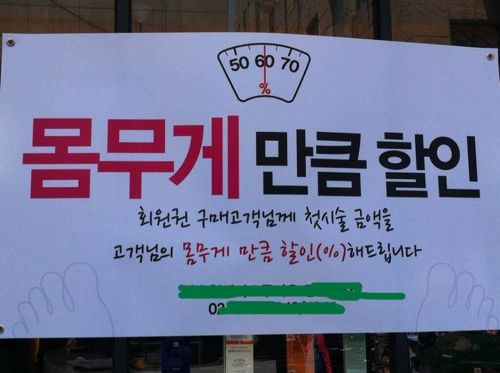 50 60 70
%
몸무게 만큼 할인
회원권 구매고객님께 첫시술 금액을
고객님의 몸무게 만큼 할인(%)해드립니다
02